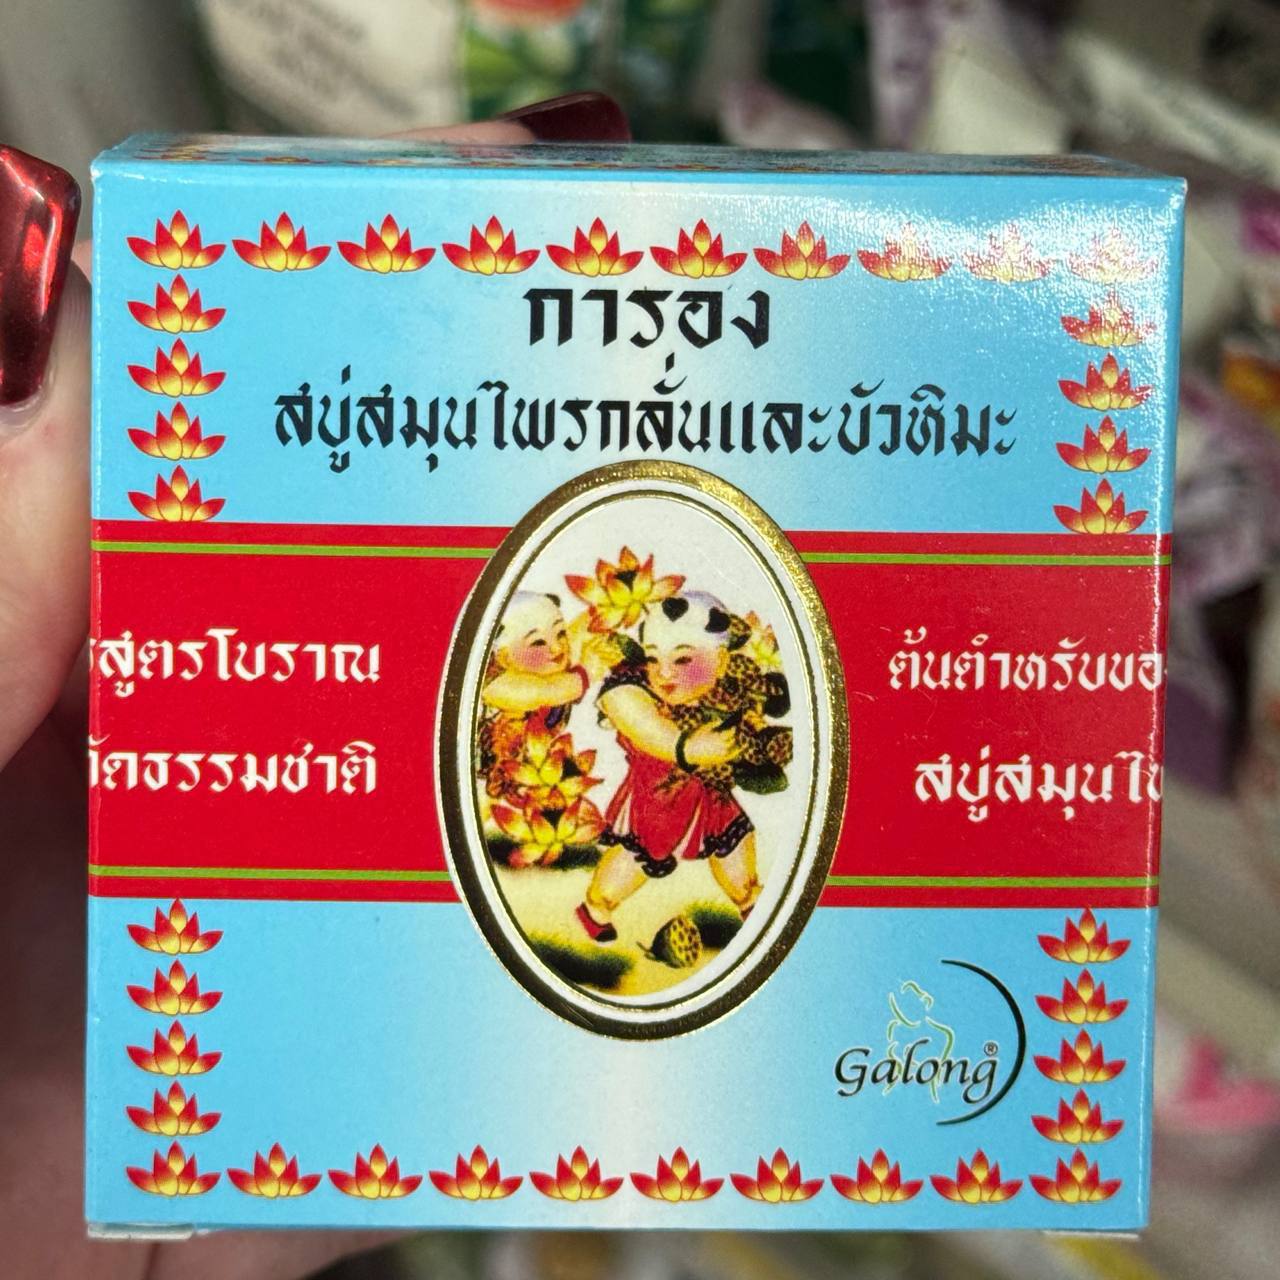 การอง
สบู่สมุนไพรกลั่นและบัวหิมะ
สูตรโบราณ
ธรรมชาติ
ต้นตำหรับขอ
สบู่สมุนไ
Galong®